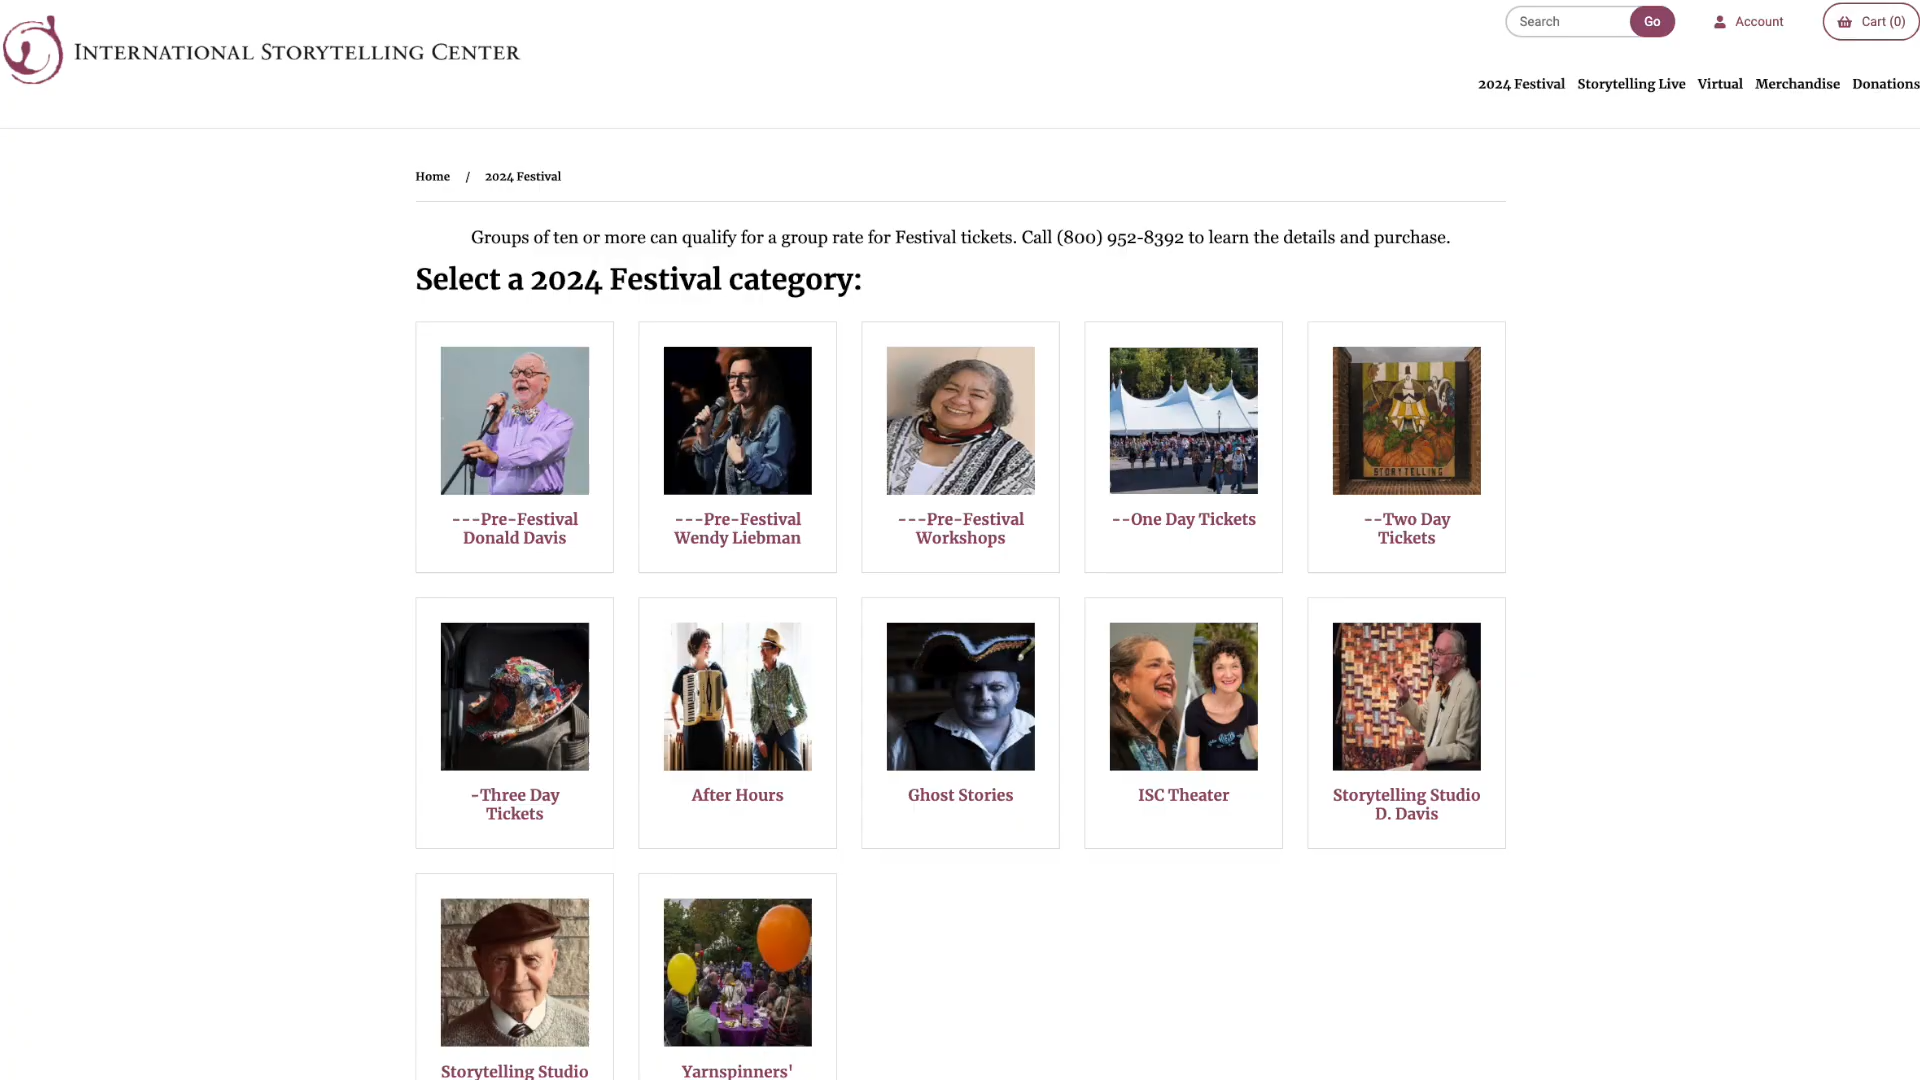 Search
Go
Account
Cart (0)
INTERNATIONAL STORYTELLING CENTER
2024 Festival
Storytelling Live
Virtual
Merchandise
Donations
Home / 2024 Festival
Groups of ten or more can qualify for a group rate for Festival tickets. Call (800) 952-8392 to learn the details and purchase.
Select a 2024 Festival category:
STORYTELLING
---Pre-Festival
Donald Davis
---Pre-Festival
Wendy Liebman
---Pre-Festival
Workshops
--One Day Tickets
--Two Day
Tickets
-Three Day
Tickets
After Hours
Ghost Stories
ISC Theater
Storytelling Studio
D. Davis
Storytelling Studio
Yarnspinners'